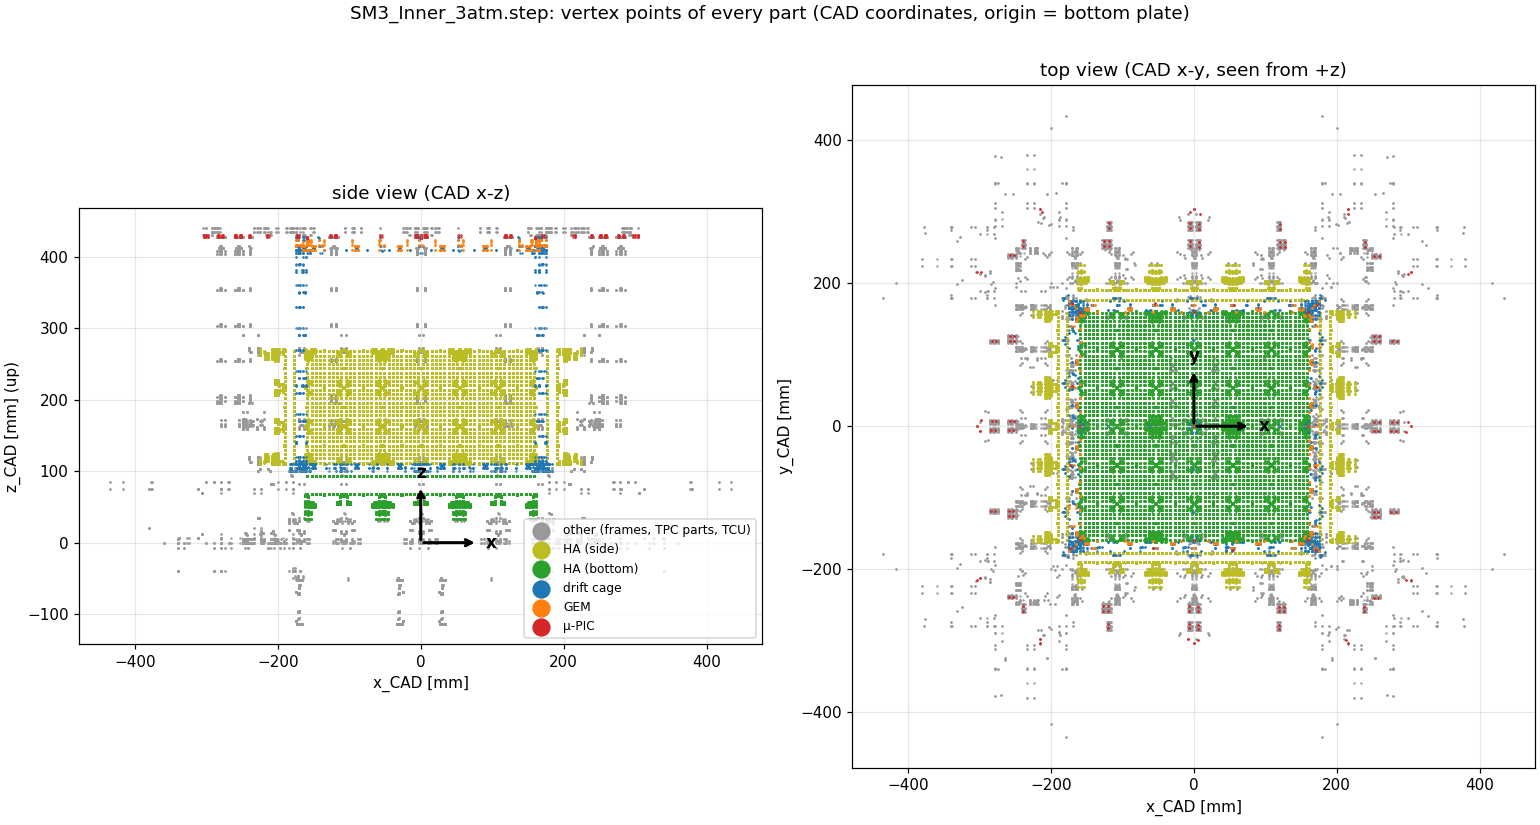 SM3_Inner_3atm.step: vertex points of every part (CAD coordinates, origin = bottom plate)
side view (CAD x-z)
z_CAD [mm] (up)
400
300
200
100
0
−100
z
x
other (frames, TPC parts, TCU)
HA (side)
HA (bottom)
drift cage
GEM
μ-PIC
−400
−200
0
200
400
x_CAD [mm]
top view (CAD x-y, seen from +z)
y_CAD [mm]
400
200
0
−200
−400
y
x
−400
−200
0
200
400
x_CAD [mm]